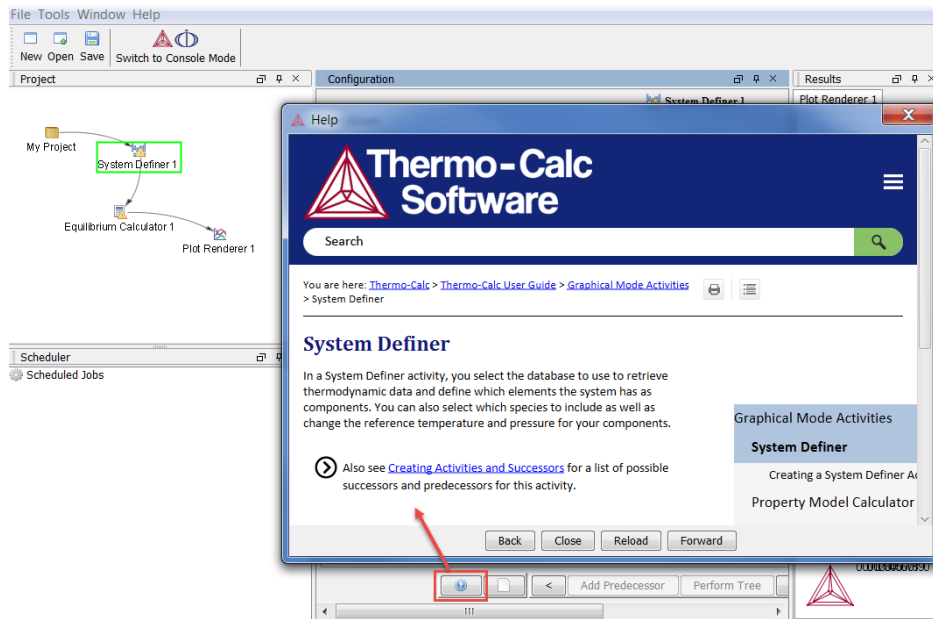 File Tools Window Help
New Open Save Switch to Console Mode
Project
My Project
System Definer 1
Equilibrium Calculator 1
Plot Renderer 1
Scheduler
Scheduled Jobs
Configuration
System Definer 1
Results
Plot Renderer 1
Help
Thermo-Calc
Software
Search
You are here: Thermo-Calc > Thermo-Calc User Guide > Graphical Mode Activities
> System Definer
System Definer
In a System Definer activity, you select the database to use to retrieve
thermodynamic data and define which elements the system has as
components. You can also select which species to include as well as
change the reference temperature and pressure for your components.
Also see Creating Activities and Successors for a list of possible
successors and predecessors for this activity.
Graphical Mode Activities
System Definer
Creating a System Definer
Property Model Calculator
Back Close Reload Forward
< Add Predecessor Perform Tree